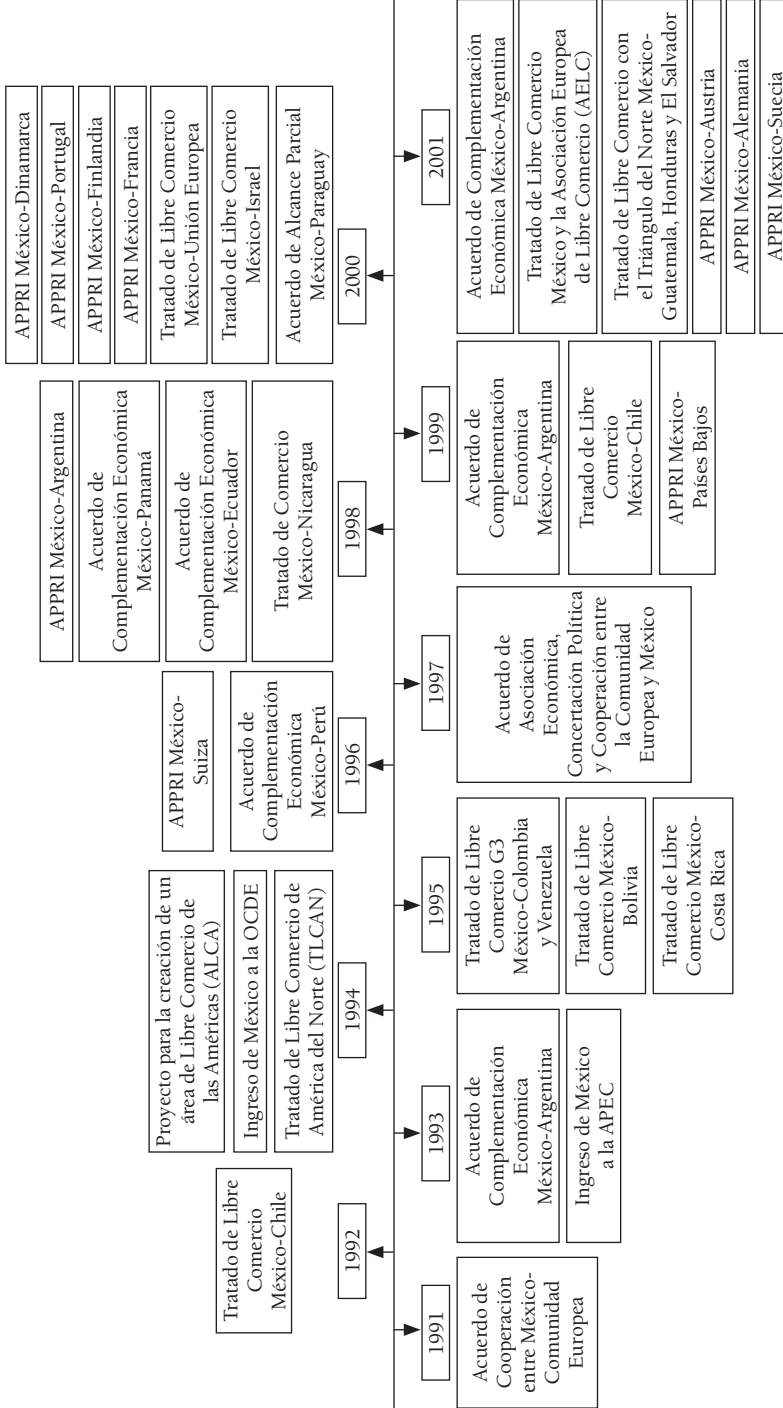 1991
Acuerdo de
Cooperación
entre México-
Comunidad
Europea
Tratado de Libre
Comercio
México-Chile
1992
1993
Acuerdo de
Complementación
Económica
México-Argentina
Ingreso de México
a la APEC
Proyecto para la creación de un
área de Libre Comercio de
las Américas (ALCA)
Ingreso de México a la OCDE
Tratado de Libre Comercio de
América del Norte (TLCAN)
1994
1995
Tratado de Libre
Comercio G3
México-Colombia
y Venezuela
Tratado de Libre
Comercio México-
Bolivia
Tratado de Libre
Comercio México-
Costa Rica
APPRI México-
Suiza
Acuerdo de
Complementación
Económica
México-Perú
1996
1997
Acuerdo de
Asociación
Económica,
Concertación Política
y Cooperación entre
la Comunidad
Europea y México
APPRI México-Argentina
Acuerdo de
Complementación Económica
México-Panamá
Acuerdo de
Complementación Económica
México-Ecuador
Tratado de Comercio
México-Nicaragua
1998
1999
Acuerdo de
Complementación
Económica
México-Argentina
Tratado de Libre
Comercio
México-Chile
APPRI México-
Países Bajos
APPRI México-Dinamarca
APPRI México-Portugal
APPRI México-Finlandia
APPRI México-Francia
Tratado de Libre Comercio
México-Unión Europea
Tratado de Libre Comercio
México-Israel
Acuerdo de Alcance Parcial
México-Paraguay
2000
2001
Acuerdo de Complementación
Económica México-Argentina
Tratado de Libre Comercio
México y la Asociación Europea
de Libre Comercio (AELC)
Tratado de Libre Comercio con
el Triángulo del Norte México-
Guatemala, Honduras y El Salvador
APPRI México-Austria
APPRI México-Alemania
APPRI México-Suecia